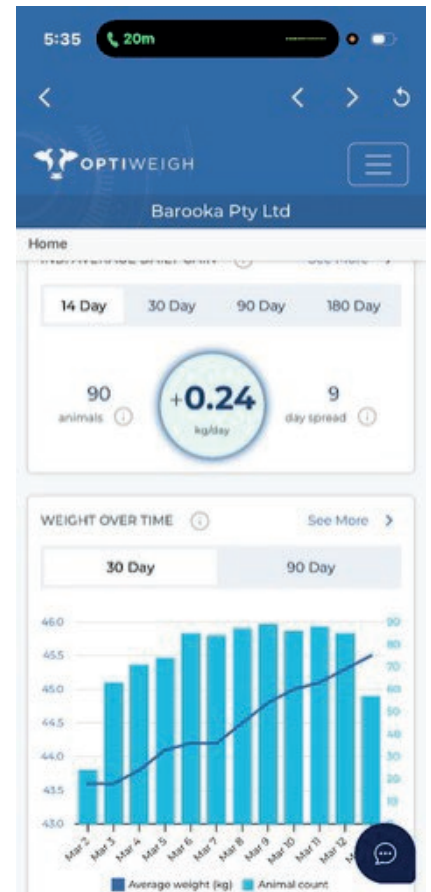 5:35 20m
OPTIWEIGH
Barooka Pty Ltd
Home
14 Day 30 Day 90 Day 180 Day
90
animals
+0.24
kg/day
9
day spread
WEIGHT OVER TIME See More
30 Day 90 Day
46.0 90
45.5 80
70
45.0 60
44.5 50
40
44.0 30
43.5 20
10
43.0
Mar 2 Mar 3 Mar 4 Mar 5 Mar 6 Mar 7 Mar 8 Mar 9 Mar 10 Mar 11 Mar 12
Average weight (kg) Animal count